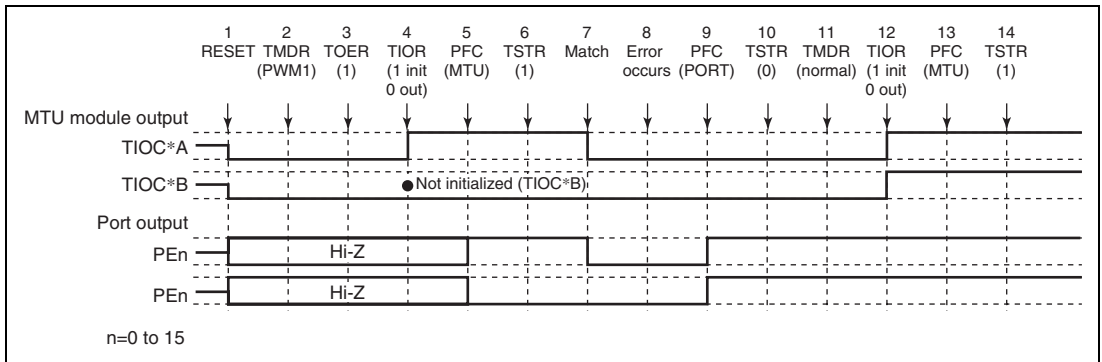 1 2 3 4 5 6 7 8 9 10 11 12 13 14
RESET TMDR TOER TIOR PFC TSTR Match Error PFC TSTR TMDR TIOR PFC TSTR
(PWM1) (1) (1 init (MTU) (1) occurs (PORT) (0) (normal) (1 init (MTU) (1)
0 out) 0 out)
MTU module output
TIOC*A
TIOC*B
Not initialized (TIOC*B)
Port output
PEn
Hi-Z
PEn
Hi-Z
n=0 to 15